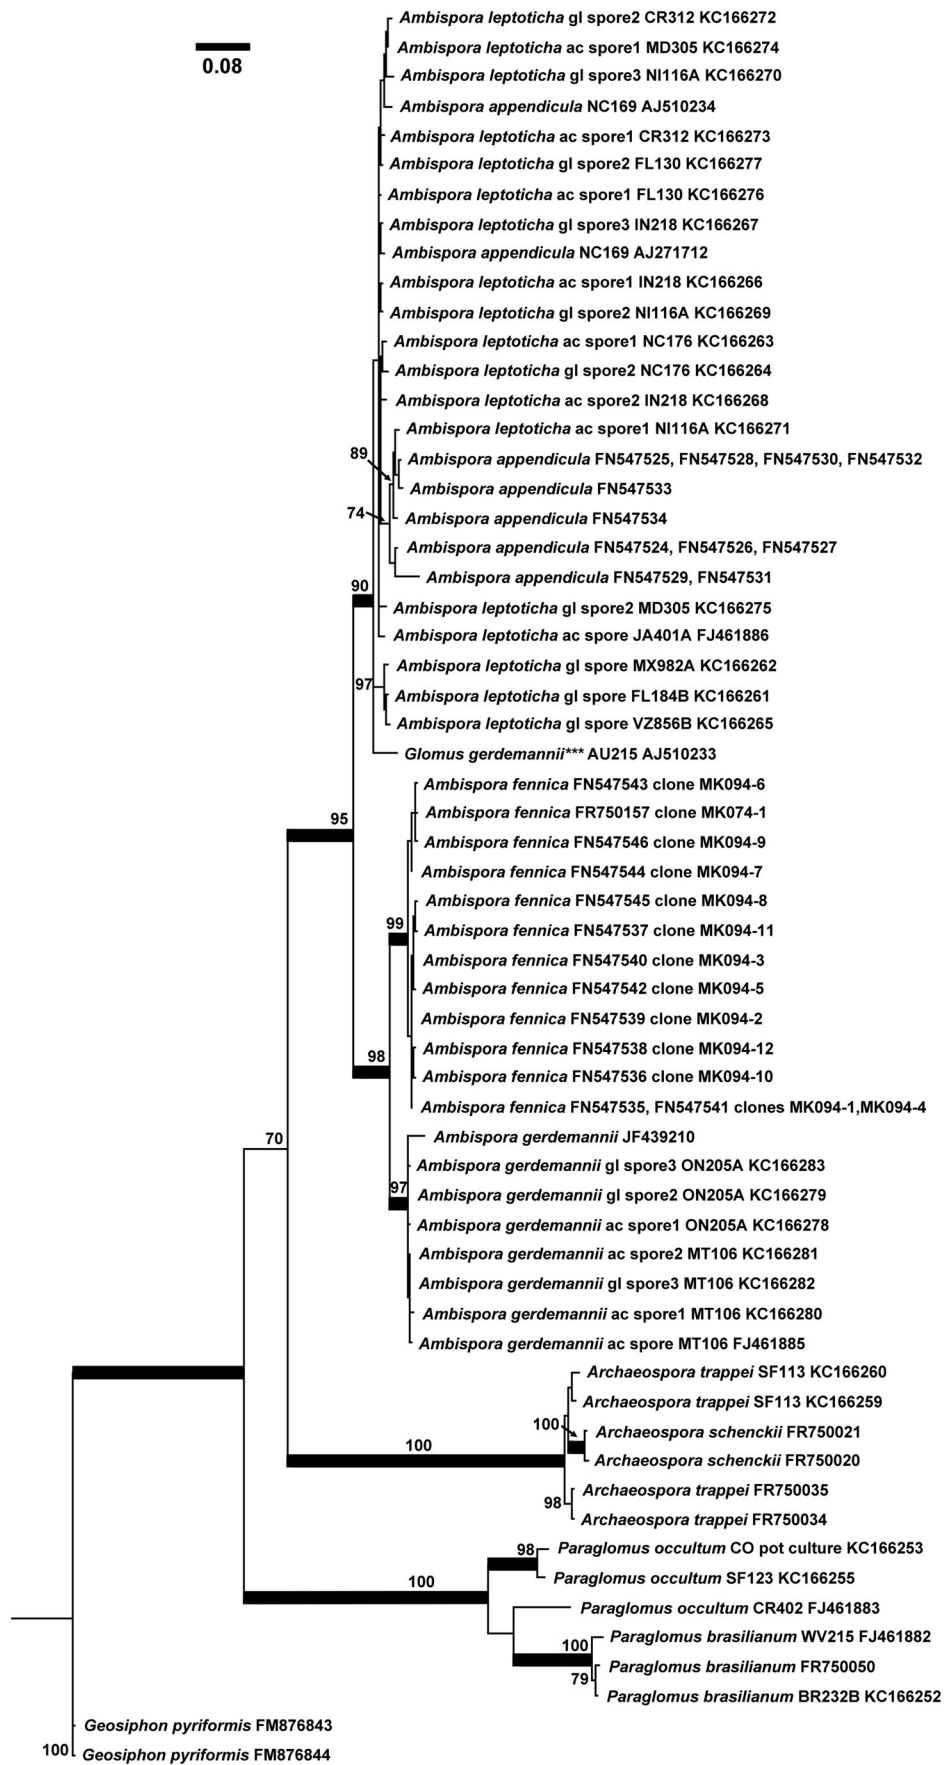 Ambispora leptoticha gl spore2 CR312 KC166272
0.08
Ambispora leptoticha ac spore1 MD305 KC166274
Ambispora leptoticha gl spore3 NI116A KC166270
Ambispora appendicula NC169 AJ510234
Ambispora leptoticha ac spore1 CR312 KC166273
Ambispora leptoticha gl spore2 FL130 KC166277
Ambispora leptoticha ac spore1 FL130 KC166276
Ambispora leptoticha gl spore3 IN218 KC166267
Ambispora appendicula NC169 AJ271712
Ambispora leptoticha ac spore1 IN218 KC166266
Ambispora leptoticha gl spore2 NI116A KC166269
Ambispora leptoticha ac spore1 NC176 KC166263
Ambispora leptoticha gl spore2 NC176 KC166264
Ambispora leptoticha ac spore2 IN218 KC166268
Ambispora leptoticha ac spore1 NI116A KC166271
89
Ambispora appendicula FN547525, FN547528, FN547530, FN547532
Ambispora appendicula FN547533
74
Ambispora appendicula FN547534
Ambispora appendicula FN547524, FN547526, FN547527
Ambispora appendicula FN547529, FN547531
90
Ambispora leptoticha gl spore2 MD305 KC166275
Ambispora leptoticha ac spore JA401A FJ461886
Ambispora leptoticha gl spore MX982A KC166262
97
Ambispora leptoticha gl spore FL184B KC166261
Ambispora leptoticha gl spore VZ856B KC166265
Glomus gerdemannii*** AU215 AJ510233
Ambispora fennica FN547543 clone MK094-6
95
Ambispora fennica FR750157 clone MK074-1
Ambispora fennica FN547546 clone MK094-9
Ambispora fennica FN547544 clone MK094-7
Ambispora fennica FN547545 clone MK094-8
99
Ambispora fennica FN547537 clone MK094-11
Ambispora fennica FN547540 clone MK094-3
Ambispora fennica FN547542 clone MK094-5
Ambispora fennica FN547539 clone MK094-2
98
Ambispora fennica FN547538 clone MK094-12
Ambispora fennica FN547536 clone MK094-10
Ambispora fennica FN547535, FN547541 clones MK094-1,MK094-4
70
Ambispora gerdemannii JF439210
Ambispora gerdemannii gl spore3 ON205A KC166283
97
Ambispora gerdemannii gl spore2 ON205A KC166279
Ambispora gerdemannii ac spore1 ON205A KC166278
Ambispora gerdemannii ac spore2 MT106 KC166281
Ambispora gerdemannii gl spore3 MT106 KC166282
Ambispora gerdemannii ac spore1 MT106 KC166280
Ambispora gerdemannii ac spore MT106 FJ461885
Archaeospora trappei SF113 KC166260
Archaeospora trappei SF113 KC166259
100
Archaeospora schenckii FR750021
100
Archaeospora schenckii FR750020
Archaeospora trappei FR750035
98
Archaeospora trappei FR750034
98
Paraglomus occultum CO pot culture KC166253
100
Paraglomus occultum SF123 KC166255
Paraglomus occultum CR402 FJ461883
100
Paraglomus brasilianum WV215 FJ461882
79
Paraglomus brasilianum FR750050
Paraglomus brasilianum BR232B KC166252
Geosiphon pyriformis FM876843
100
Geosiphon pyriformis FM876844